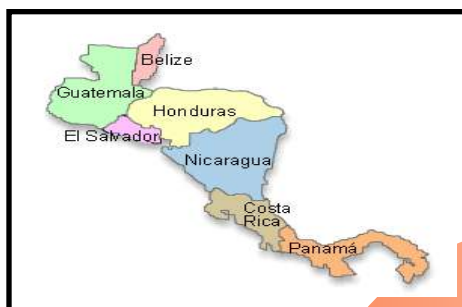 Belize
Guatemala
Honduras
El Salvador
Nicaragua
Costa
Rica
Panamá